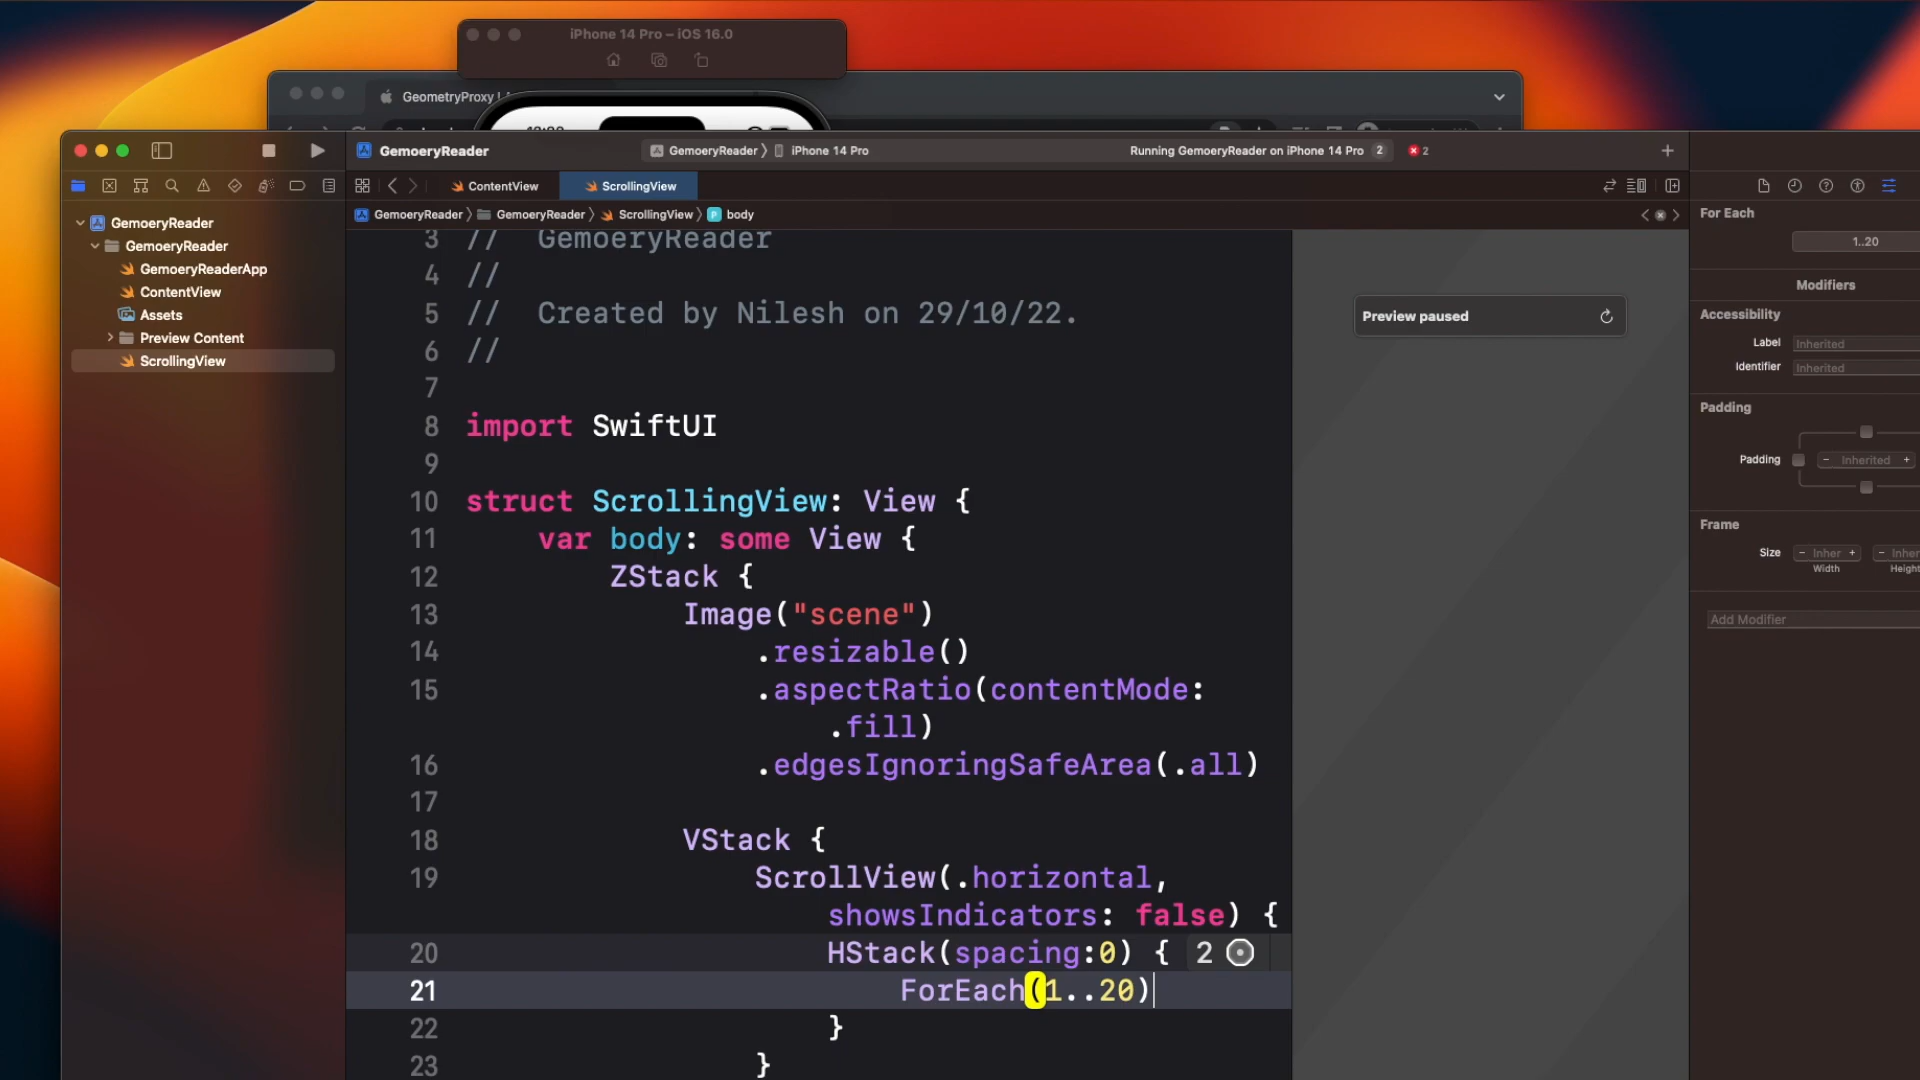 iPhone 14 Pro – iOS 16.0
GeometryProxy |
GemoeryReader
GemoeryReader 〉 iPhone 14 Pro
Running GemoeryReader on iPhone 14 Pro 2
2
ContentView
ScrollingView
GemoeryReader 〉 GemoeryReader 〉 ScrollingView 〉 body
GemoeryReader
GemoeryReader
GemoeryReaderApp
ContentView
Assets
Preview Content
ScrollingView
3 // GemoeryReader
4 //
5 // Created by Nilesh on 29/10/22.
6 //
7
8 import SwiftUI
9
10 struct ScrollingView: View {
11 var body: some View {
12 ZStack {
13 Image("scene")
14 .resizable()
15 .aspectRatio(contentMode:
.fill)
16 .edgesIgnoringSafeArea(.all)
17
18 VStack {
19 ScrollView(.horizontal,
showsIndicators: false) {
20 HStack(spacing:0) { 2
21 ForEach(1..20)
22 }
23 }
Preview paused
For Each
1..20
Modifiers
Accessibility
Label Inherited
Identifier Inherited
Padding
Padding − Inherited +
Frame
Size − Inher + − Inher
Width Height
Add Modifier